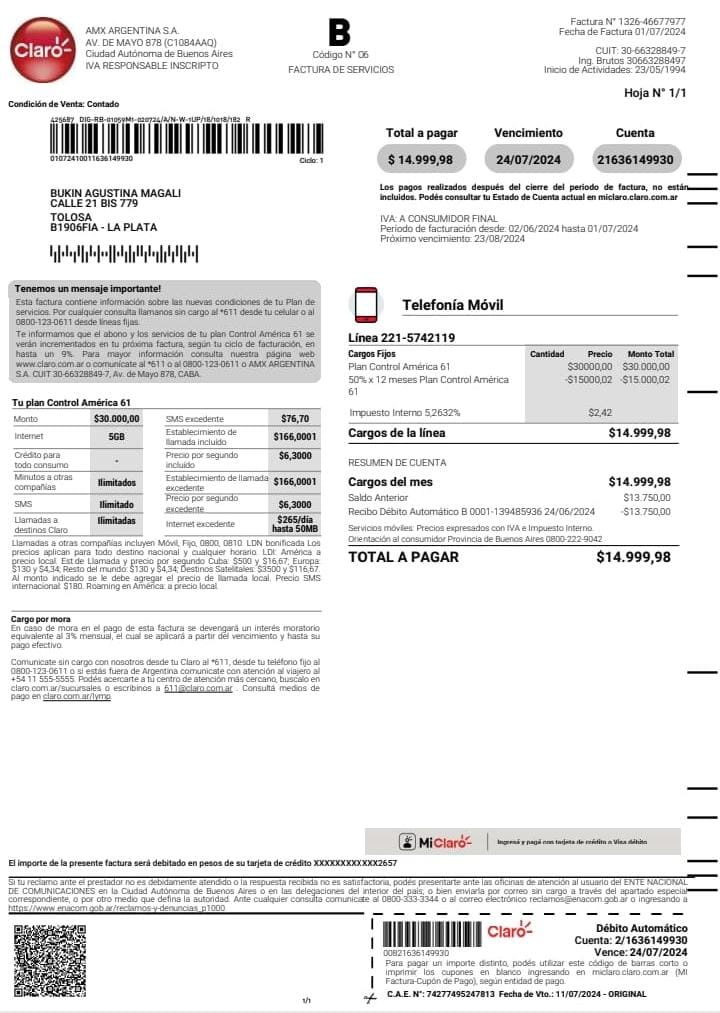 Claro
AMX ARGENTINA S.A.
AV. DE MAYO 878 (C1084AAQ)
Ciudad Autónoma de Buenos Aires
IVA RESPONSABLE INSCRIPTO
B
Código N° 06
FACTURA DE SERVICIOS
Factura N° 1326-46677977
Fecha de Factura 01/07/2024
CUIT: 30-66328849-7
Ing. Brutos 30663288497
Inicio de Actividades: 23/05/1994
Hoja N° 1/1
Condición de Venta: Contado
425687 DIG-RB-01059M1-020724/A/N-W-1UP/18/1018/182 R
01072410011636149930
Ciclo: 1
Total a pagar Vencimiento Cuenta
$ 14.999,98 24/07/2024 21636149930
Los pagos realizados después del cierre del periodo de factura, no están
incluidos. Podés consultar tu Estado de Cuenta actual en miclaro.claro.com.ar
BUKIN AGUSTINA MAGALI
CALLE 21 BIS 779
TOLOSA
B1906FIA - LA PLATA
IVA: A CONSUMIDOR FINAL
Período de facturación desde: 02/06/2024 hasta 01/07/2024
Próximo vencimiento: 23/08/2024
Tenemos un mensaje importante!
Esta factura contiene información sobre las nuevas condiciones de tu Plan de
servicios. Por cualquier consulta llamanos sin cargo al *611 desde tu celular o al
0800-123-0611 desde líneas fijas.
Te informamos que el abono y los servicios de tu plan Control América 61 se
verán incrementados en tu próxima factura, según tu ciclo de facturación, en
hasta un 9%. Para mayor información consulta nuestra página web
www.claro.com.ar o comunicate al *611 o al 0800-123-0611 o AMX ARGENTINA
S.A. CUIT 30-66328849-7, Av. de Mayo 878, CABA.
Tu plan Control América 61
Monto $30.000,00 SMS excedente $76,70
Internet 5GB Establecimiento de llamada incluído $166,0001
Crédito para todo consumo - Precio por segundo incluído $6,3000
Minutos a otras compañías Ilimitados Establecimiento de llamada excedente $166,0001
SMS Ilimitado Precio por segundo excedente $6,3000
Llamadas a destinos Claro Ilimitadas Internet excedente $265/día hasta 50MB
Llamadas a otras compañías incluyen Móvil, Fijo, 0800, 0810. LDN bonificada Los
precios aplican para todo destino nacional y cualquier horario. LDI: América a
precio local. Est.de Llamada y precio por segundo Cuba: $500 y $16,67; Europa:
$130 y $4,34; Resto del mundo: $130 y $4,34; Destinos Satelitales: $3500 y $116,67.
Al monto indicado se le debe agregar el precio de llamada local. Precio SMS
internacional: $180. Roaming en América: a precio local.
Cargo por mora
En caso de mora en el pago de esta factura se devengará un interés moratorio
equivalente al 3% mensual, el cual se aplicará a partir del vencimiento y hasta su
pago efectivo.
Comunicate sin cargo con nosotros desde tu Claro al *611, desde tu teléfono fijo al
0800-123-0611 o si estás fuera de Argentina comunicate con atención al viajero al
+54 11 555-5555. Podés acercarte a tu centro de atención más cercano, buscalo en
claro.com.ar/sucursales o escribinos a 611@claro.com.ar . Consultá medios de
pago en claro.com.ar/lymp.
Telefonía Móvil
Línea 221-5742119
Cargos Fijos Cantidad Precio Monto Total
Plan Control América 61 $30000,00 $30.000,00
50% x 12 meses Plan Control América -$15000,02 -$15.000,02
61
Impuesto Interno 5,2632% $2,42
Cargos de la línea $14.999,98
RESUMEN DE CUENTA
Cargos del mes $14.999,98
Saldo Anterior $13.750,00
Recibo Débito Automático B 0001-139485936 24/06/2024 -$13.750,00
Servicios móviles: Precios expresados con IVA e Impuesto Interno.
Orientación al consumidor Provincia de Buenos Aires 0800-222-9042
TOTAL A PAGAR $14.999,98
Mi Claro
Ingresá y pagá con tarjeta de crédito o Visa débito
El importe de la presente factura será debitado en pesos de su tarjeta de crédito XXXXXXXXXXXX2657
Si tu reclamo ante el prestador no es debidamente atendido o la respuesta recibida no es satisfactoria, podés presentarte ante las oficinas de atención al usuario del ENTE NACIONAL
DE COMUNICACIONES en la Ciudad Autónoma de Buenos Aires o en las delegaciones del interior del país; o bien enviarla por correo sin cargo a través del apartado especial
correspondiente, o por otro medio que defina la autoridad. Ante cualquier consulta comunicate al 0800-333-3344 o al correo electrónico reclamos@enacom.gob.ar o ingresando a
https://www.enacom.gob.ar/reclamos-y-denuncias_p1000.
1/1
Claro
00821636149930
Débito Automático
Cuenta: 2/1636149930
Vence: 24/07/2024
Para pagar un importe distinto, podés utilizar este código de barras corto o
imprimir los cupones en blanco ingresando en miclaro.claro.com.ar (MI
Factura-Cupón de Pago), según entidad de pago.
C.A.E. N°: 74277495247813 Fecha de Vto.: 11/07/2024 - ORIGINAL